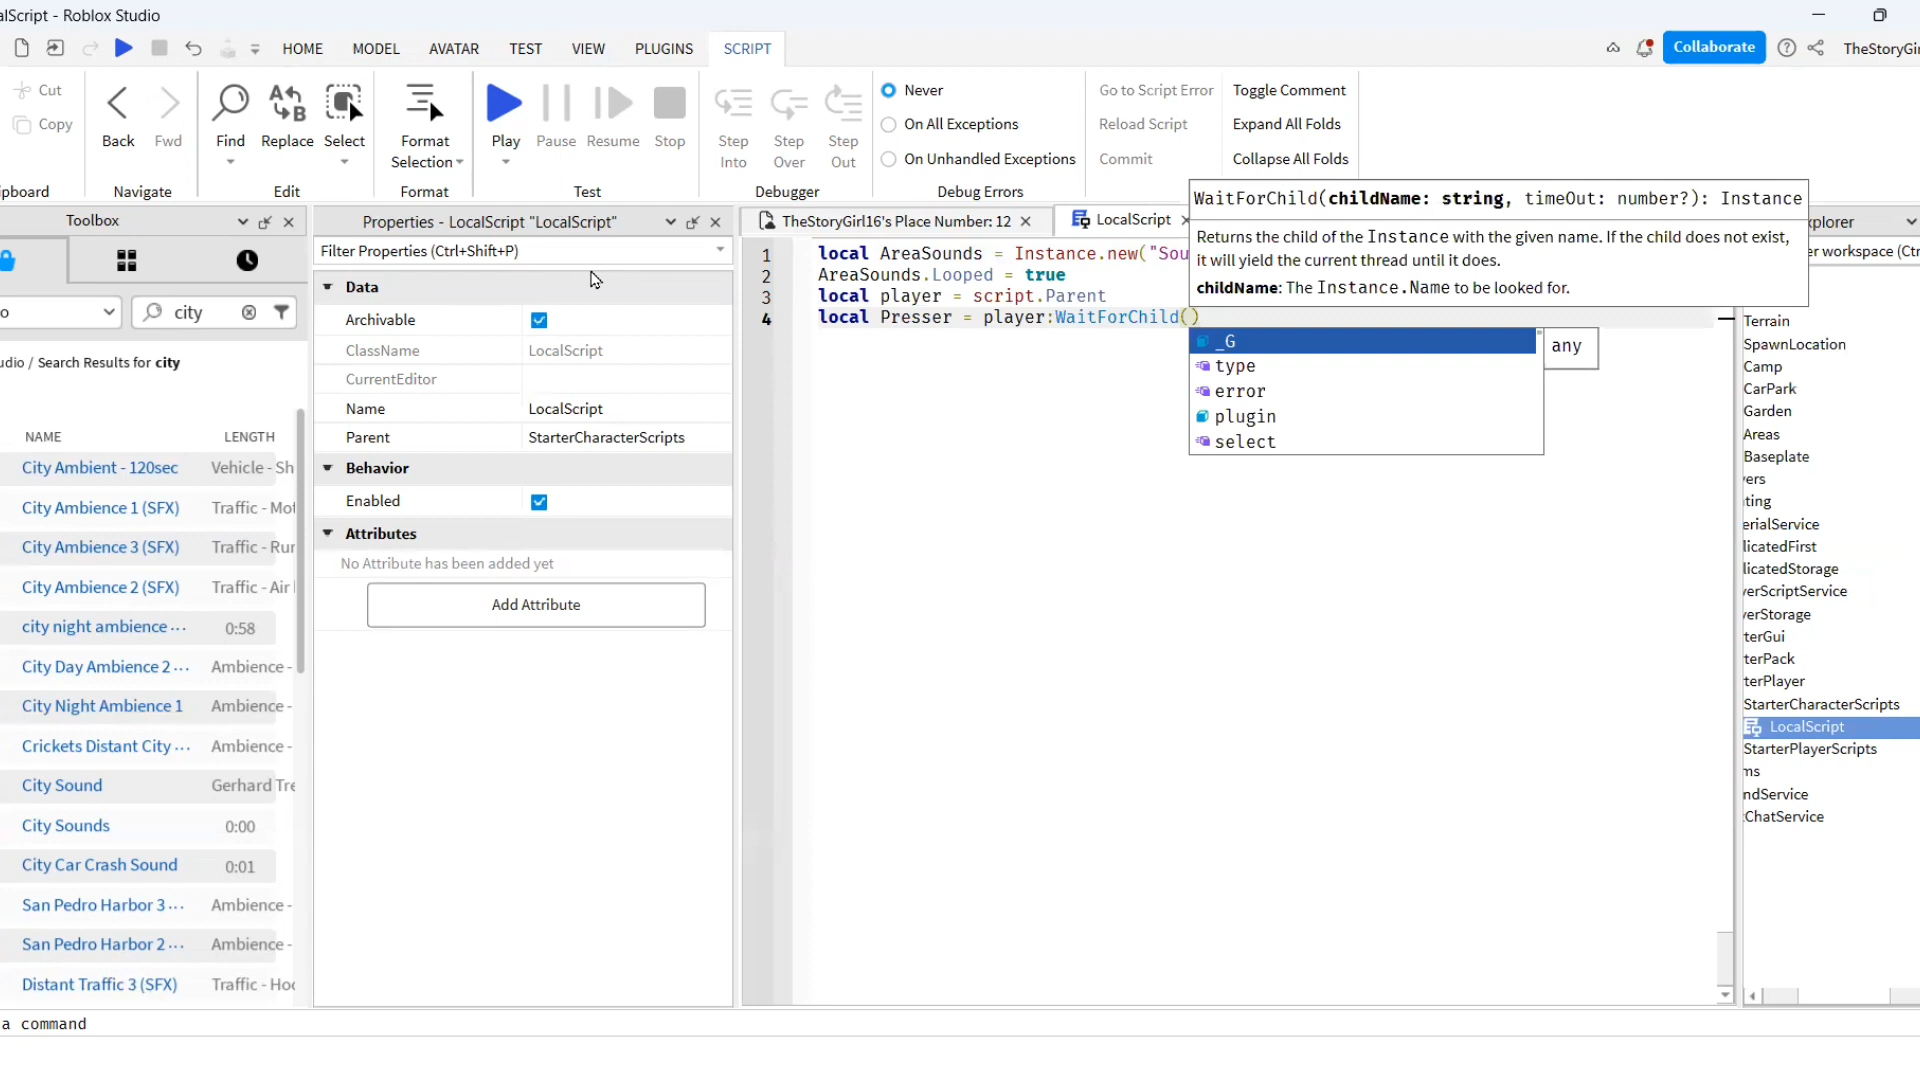 alScript - Roblox Studio
HOME MODEL AVATAR TEST VIEW PLUGINS SCRIPT
Collaborate
TheStoryGir
Cut
Copy
Back Fwd
Find Replace Select
Format
Selection
Play Pause Resume Stop
Step
Into
Step
Over
Step
Out
Never
On All Exceptions
On Unhandled Exceptions
Go to Script Error
Reload Script
Commit
Toggle Comment
Expand All Folds
Collapse All Folds
ipboard Navigate Edit Format Test Debugger Debug Errors
Toolbox
city
udio / Search Results for city
NAME LENGTH
City Ambient - 120sec Vehicle - Sh
City Ambience 1 (SFX) Traffic - Mot
City Ambience 3 (SFX) Traffic - Rur
City Ambience 2 (SFX) Traffic - Air
city night ambience ··· 0:58
City Day Ambience 2 ··· Ambience -
City Night Ambience 1 Ambience -
Crickets Distant City ··· Ambience -
City Sound Gerhard Tre
City Sounds 0:00
City Car Crash Sound 0:01
San Pedro Harbor 3 ··· Ambience -
San Pedro Harbor 2 ··· Ambience -
Distant Traffic 3 (SFX) Traffic - Hoo
a command
Properties - LocalScript "LocalScript"
Filter Properties (Ctrl+Shift+P)
Data
Archivable
ClassName LocalScript
CurrentEditor
Name LocalScript
Parent StarterCharacterScripts
Behavior
Enabled
Attributes
No Attribute has been added yet
Add Attribute
TheStoryGirl16's Place Number: 12
LocalScript
1 local AreaSounds = Instance.new("Sou
2 AreaSounds.Looped = true
3 local player = script.Parent
4 local Presser = player:WaitForChild()
WaitForChild(childName: string, timeOut: number?): Instance
Returns the child of the Instance with the given name. If the child does not exist,
it will yield the current thread until it does.
childName: The Instance.Name to be looked for.
_G
type
error
plugin
select
any
xplorer
er workspace (Ctr
Terrain
SpawnLocation
Camp
CarPark
Garden
Areas
Baseplate
yers
ting
erialService
licatedFirst
licatedStorage
verScriptService
verStorage
terGui
terPack
terPlayer
StarterCharacterScripts
LocalScript
StarterPlayerScripts
ms
ndService
tChatService